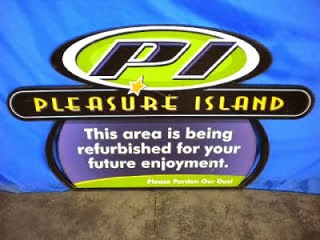 PI
PLEASURE ISLAND
This area is being
refurbished for your
future enjoyment.
Please Pardon Our Dust